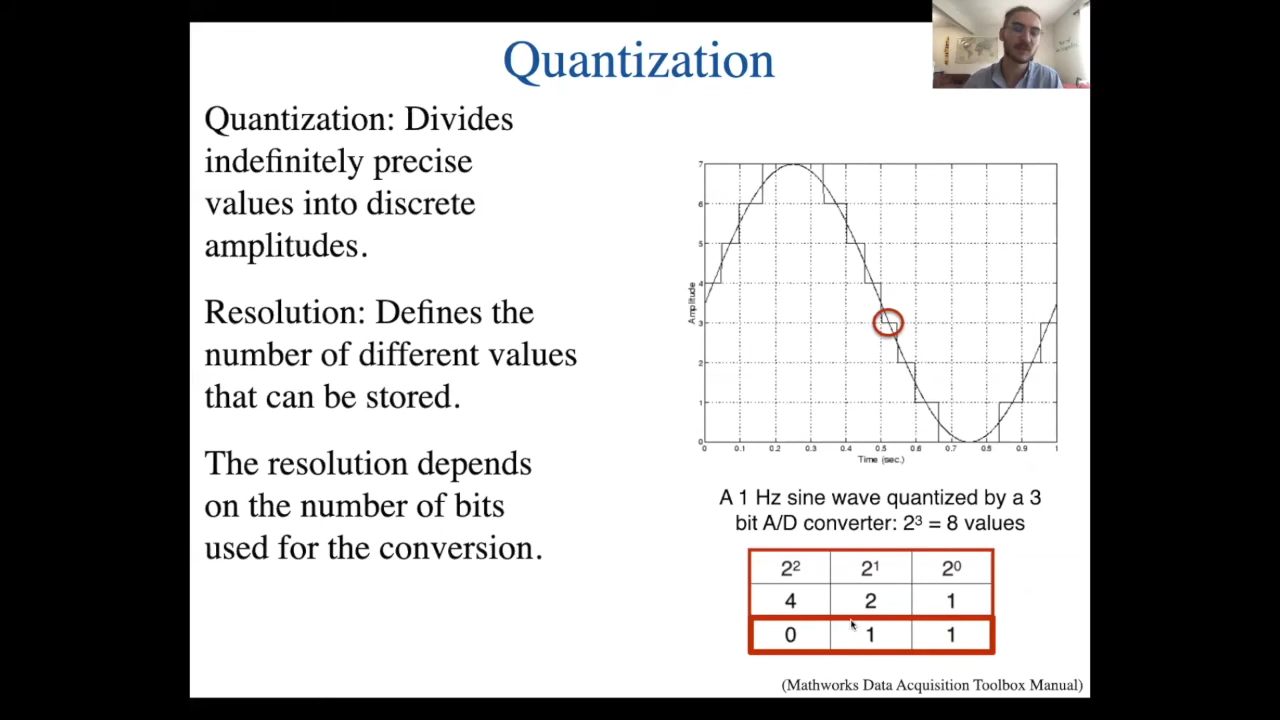 Quantization
Quantization: Divides
indefinitely precise
values into discrete
amplitudes.
Resolution: Defines the
number of different values
that can be stored.
The resolution depends
on the number of bits
used for the conversion.
7
6
5
4
3
2
1
0
Amplitude
0 0.1 0.2 0.3 0.4 0.5 0.6 0.7 0.8 0.9 1
Time (sec.)
A 1 Hz sine wave quantized by a 3
bit A/D converter: 2³ = 8 values
2² 2¹ 2⁰
4 2 1
0 1 1
(Mathworks Data Acquisition Toolbox Manual)